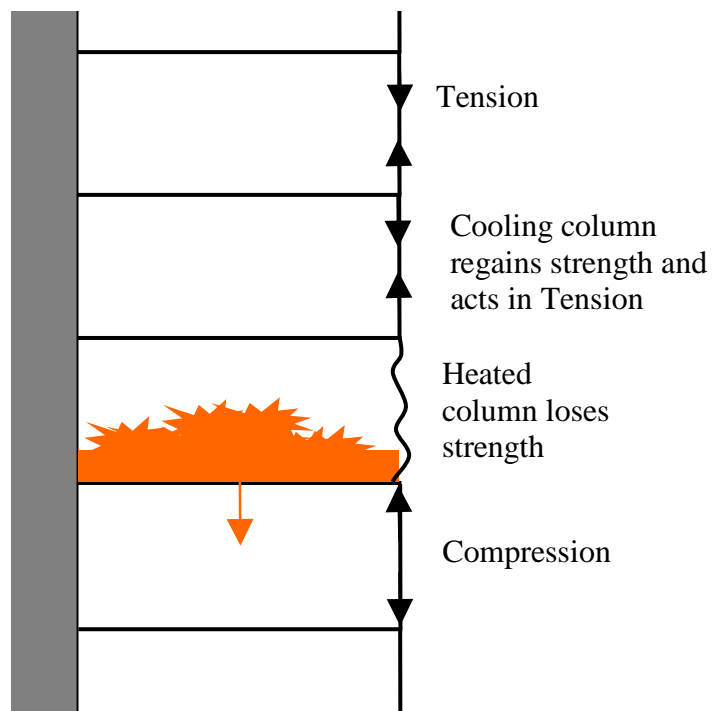 Tension
Cooling column
regains strength and
acts in Tension
Heated
column loses
strength
Compression